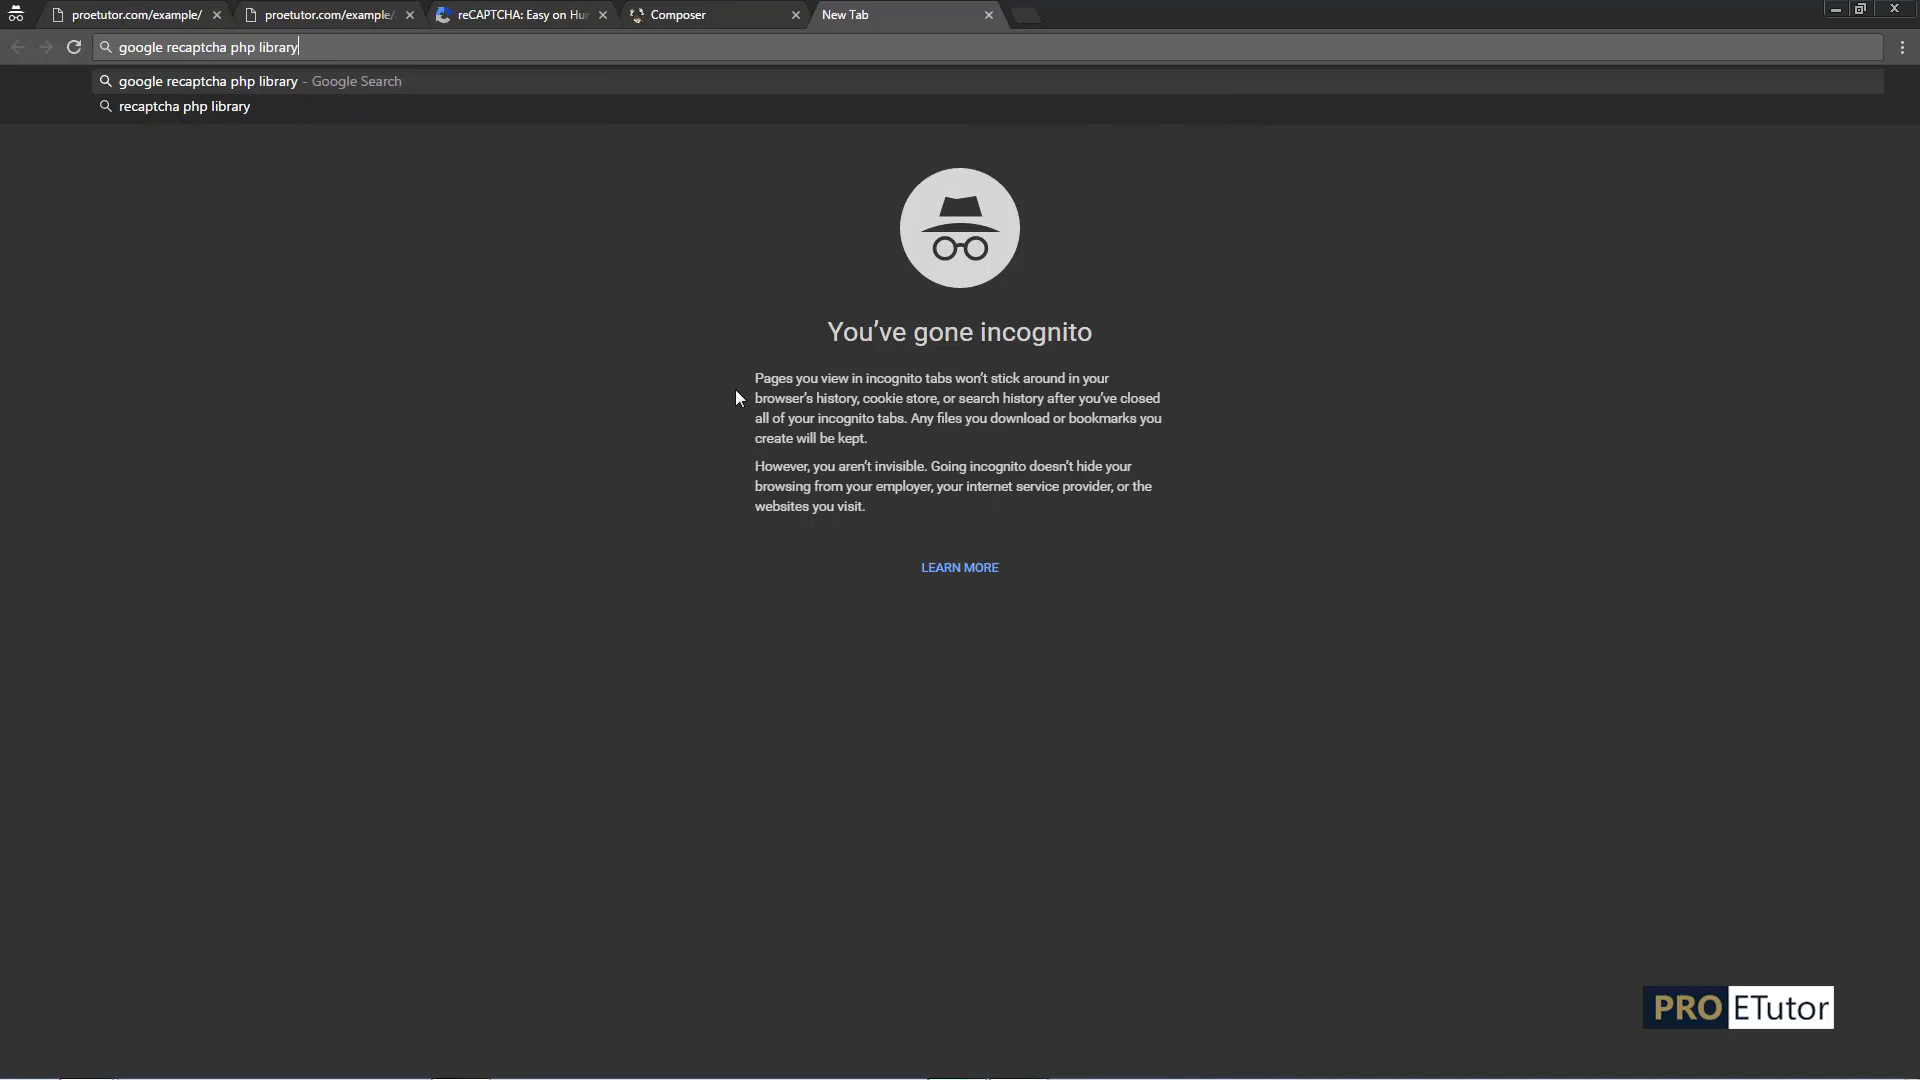 proetutor.com/example/
proetutor.com/example/
reCAPTCHA: Easy on Hu
Composer
New Tab
google recaptcha php library
google recaptcha php library - Google Search
recaptcha php library
You’ve gone incognito
Pages you view in incognito tabs won’t stick around in your
browser’s history, cookie store, or search history after you’ve closed
all of your incognito tabs. Any files you download or bookmarks you
create will be kept.
However, you aren’t invisible. Going incognito doesn’t hide your
browsing from your employer, your internet service provider, or the
websites you visit.
LEARN MORE
PRO ETutor